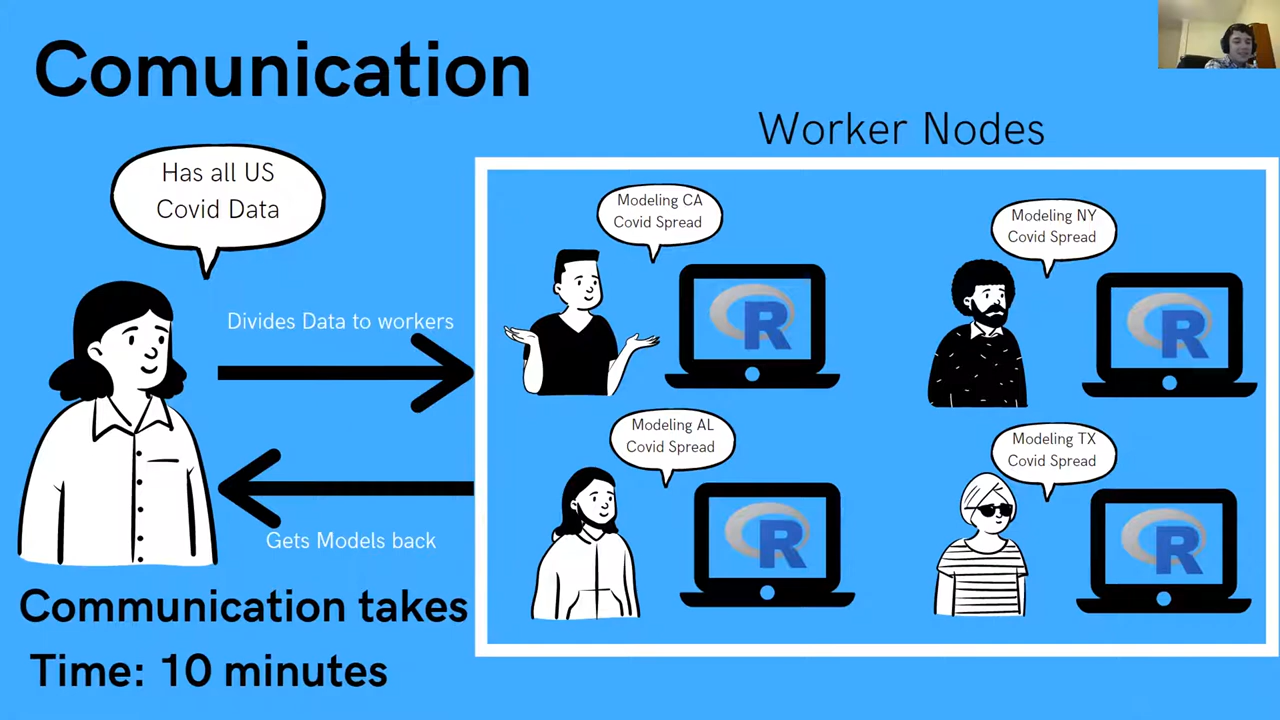 Comunication
Worker Nodes
Has all US
Covid Data
Divides Data to workers
Gets Models back
Communication takes
Time: 10 minutes
Modeling CA
Covid Spread
R
Modeling NY
Covid Spread
R
Modeling AL
Covid Spread
R
Modeling TX
Covid Spread
R